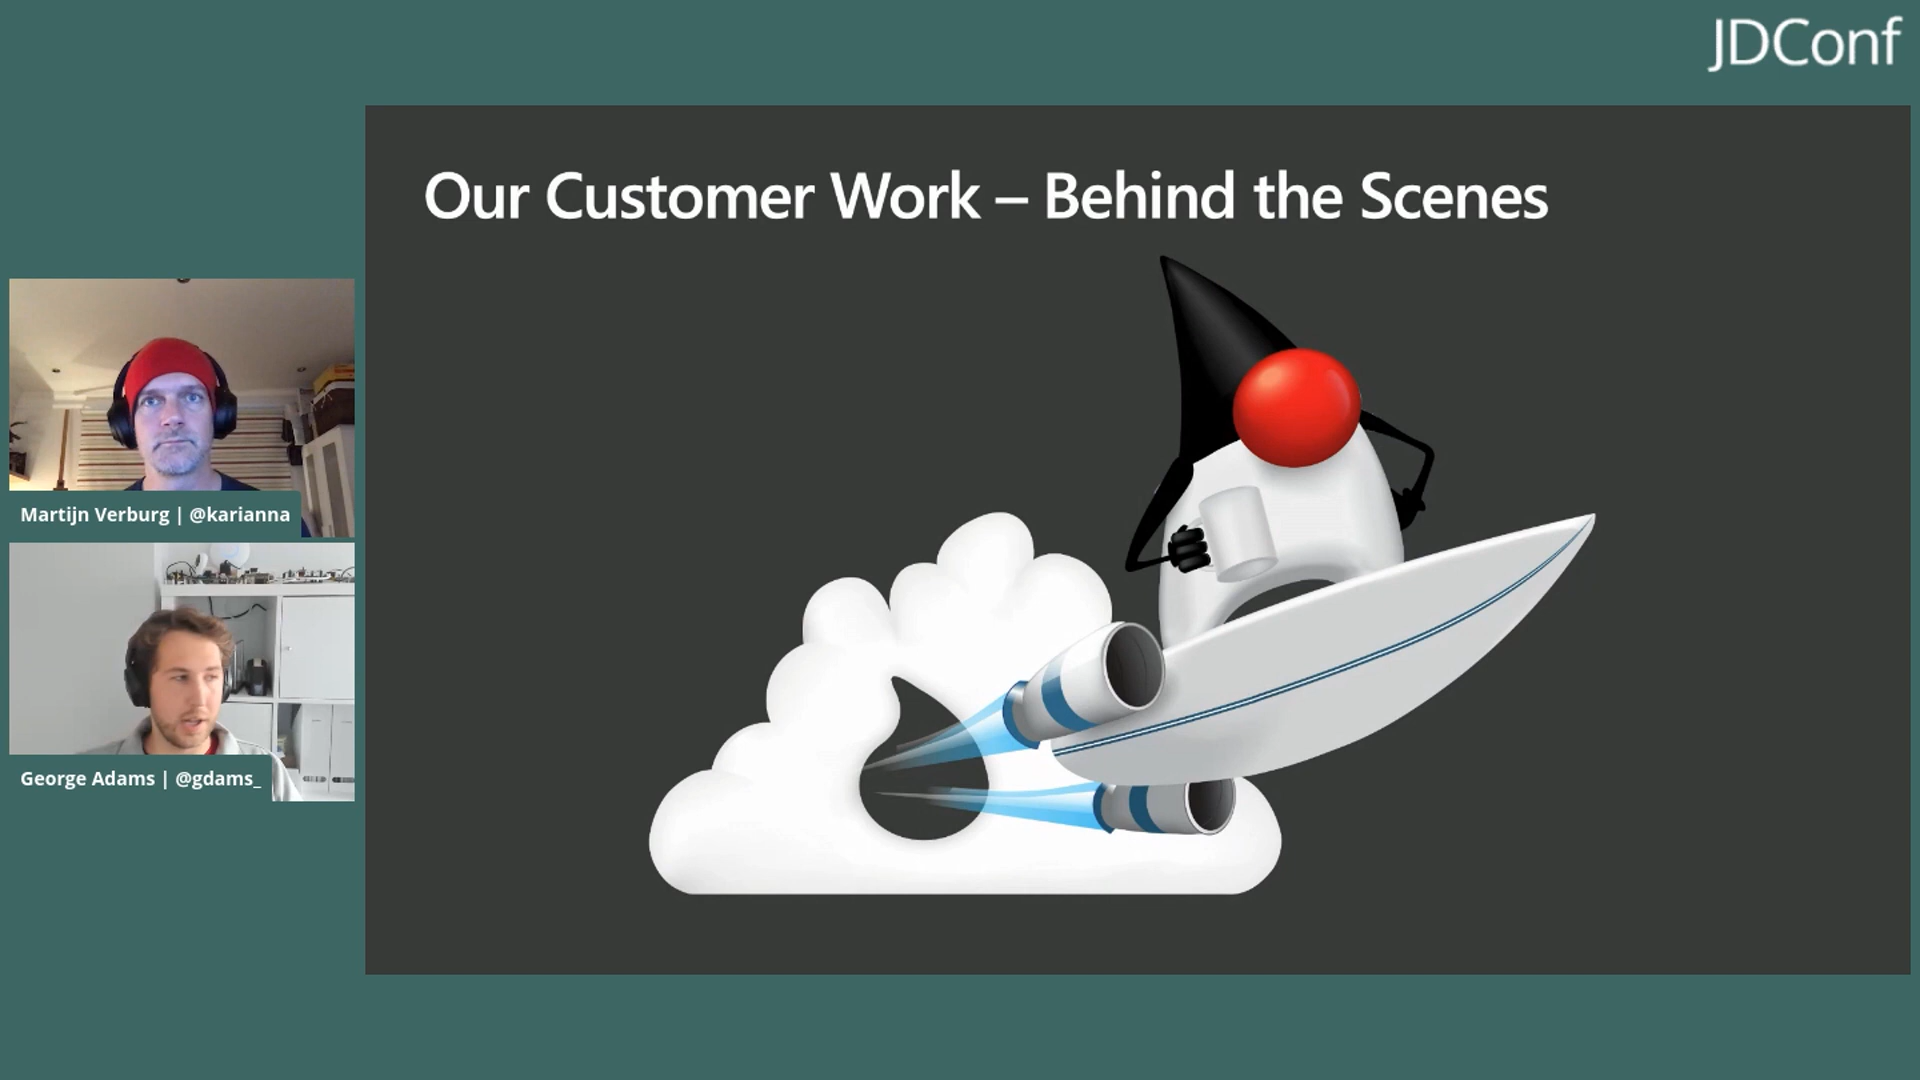 JDConf
Our Customer Work – Behind the Scenes
Martijn Verburg | @karianna
George Adams | @gdams_